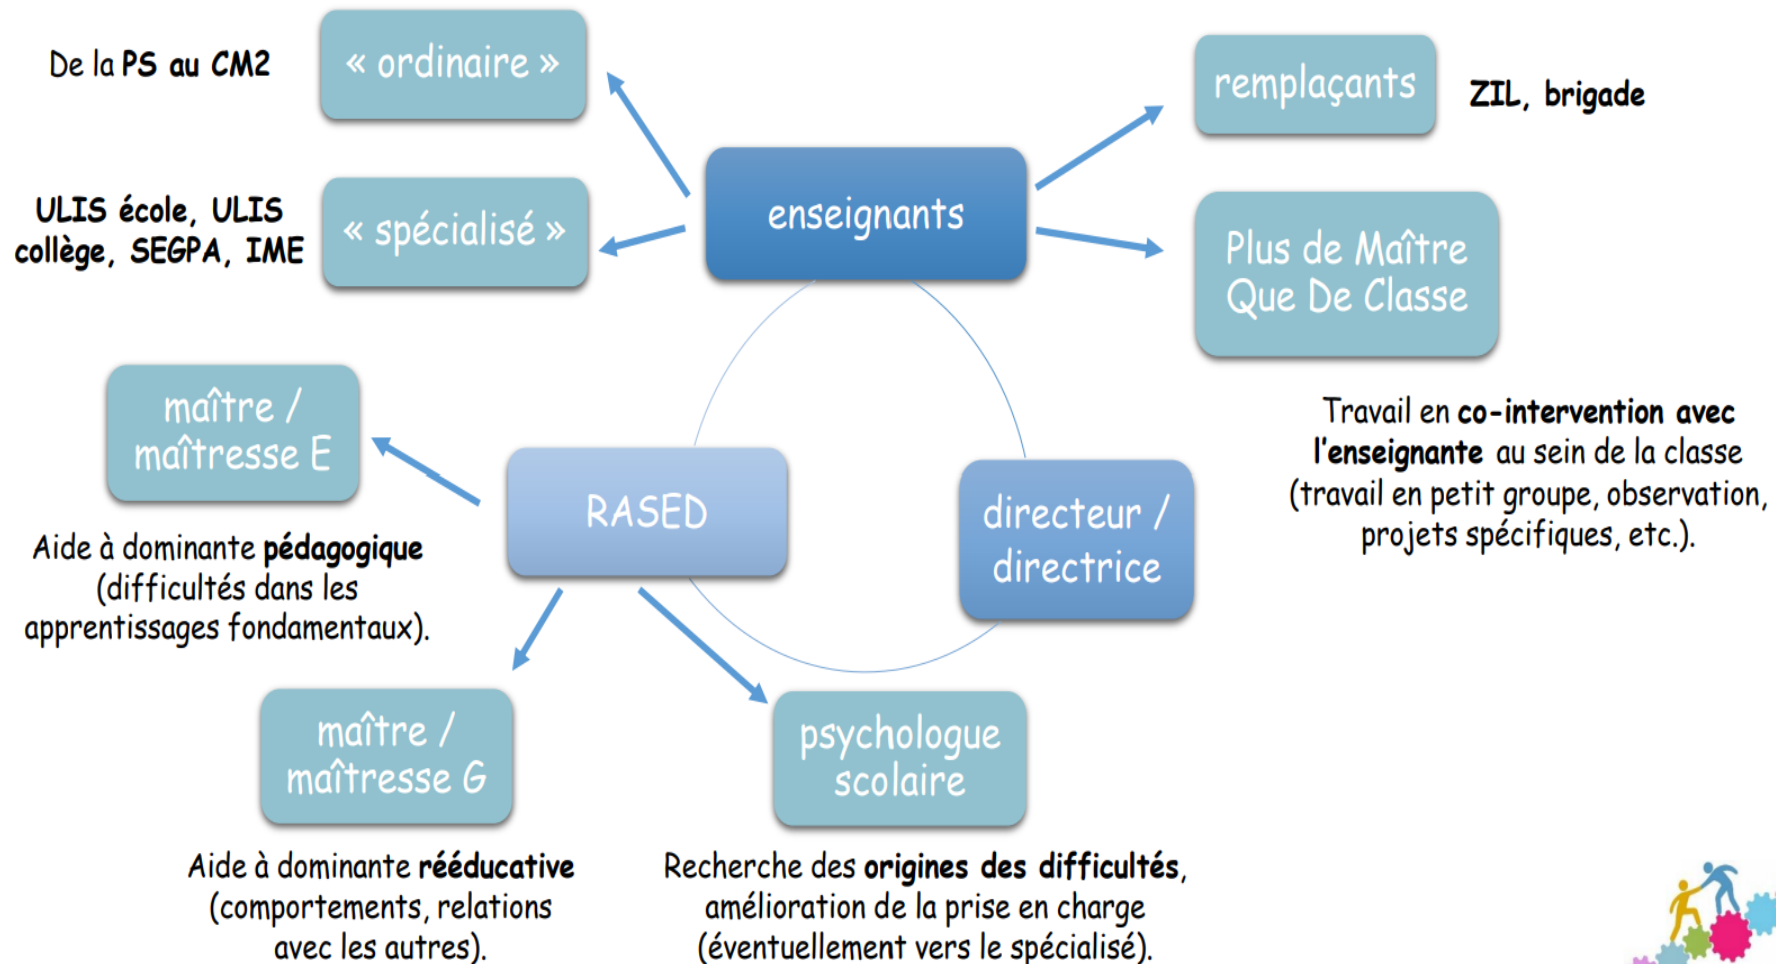 De la PS au CM2
« ordinaire »
remplaçants
ZIL, brigade
ULIS école, ULIS
collège, SEGPA, IME
« spécialisé »
enseignants
Plus de Maître
Que De Classe
Travail en co-intervention avec
l'enseignante au sein de la classe
(travail en petit groupe, observation,
projets spécifiques, etc.).
maître /
maîtresse E
Aide à dominante pédagogique
(difficultés dans les
apprentissages fondamentaux).
RASED
directeur /
directrice
maître /
maîtresse G
Aide à dominante rééducative
(comportements, relations
avec les autres).
psychologue
scolaire
Recherche des origines des difficultés,
amélioration de la prise en charge
(éventuellement vers le spécialisé).